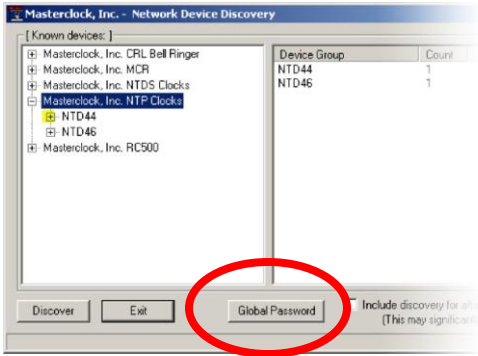 Masterclock, Inc. - Network Device Discovery
[ Known devices: ]
Masterclock, Inc. CRL Bell Ringer
Masterclock, Inc. MCR
Masterclock, Inc. NTDS Clocks
Masterclock, Inc. NTP Clocks
NTD44
NTD46
Masterclock, Inc. RC500
Device Group Count
NTD44 1
NTD46 1
Discover Exit Global Password
Include discovery for
(This may